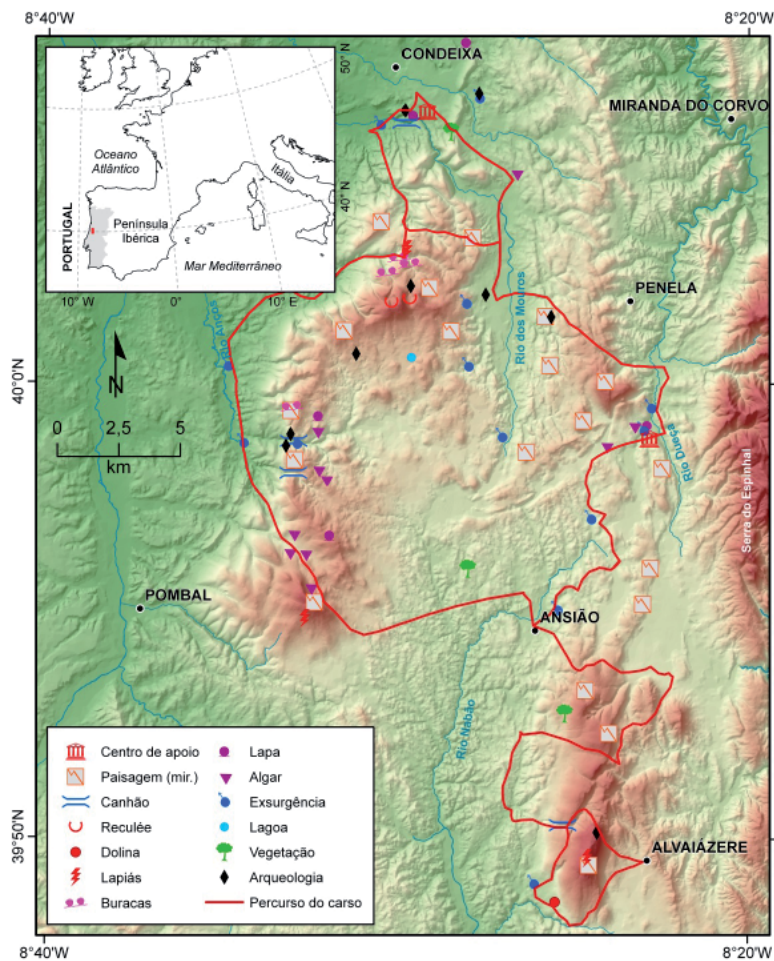 8°40'W
8°20'W
CONDEIXA
50° N
MIRANDA DO CORVO
Oceano
Atlântico
Itália
40° N
PORTUGAL
Península
Ibérica
Mar Mediterrâneo
10° W
0°
10° E
PENELA
Rio dos Mouros
Rio Anços
N
40°0'N
0
2,5
5
km
Rio Dueça
Serra do Espinhal
POMBAL
ANSIÃO
Rio Nabão
Centro de apoio
Lapa
Paisagem (mir.)
Algar
Canhão
Exsurgência
Reculée
Lagoa
Dolina
Vegetação
Lapiás
Arqueologia
Buracas
Percurso do carso
39°50'N
ALVAIÁZERE
8°40'W
8°20'W